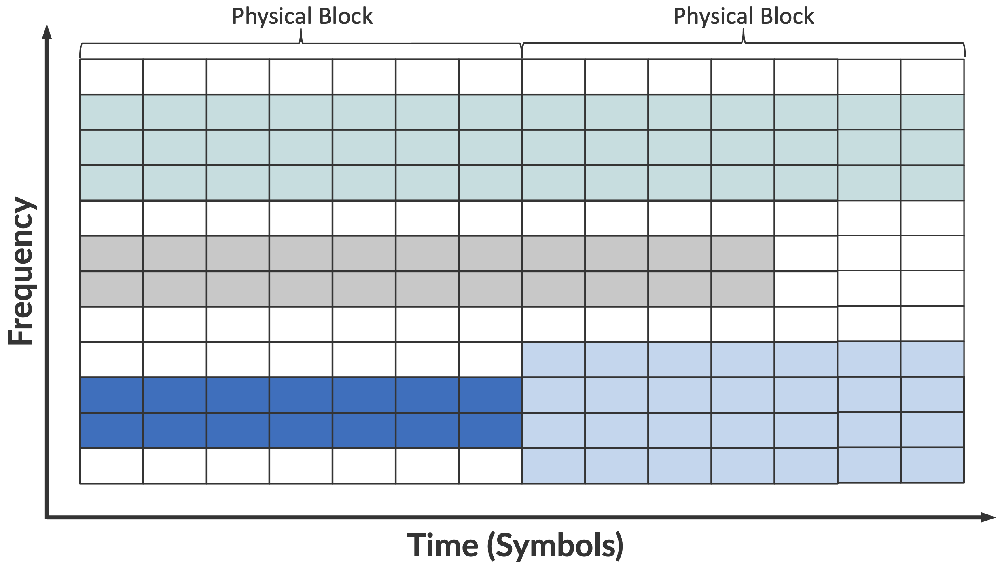 Physical Block
Physical Block
Frequency
Time (Symbols)